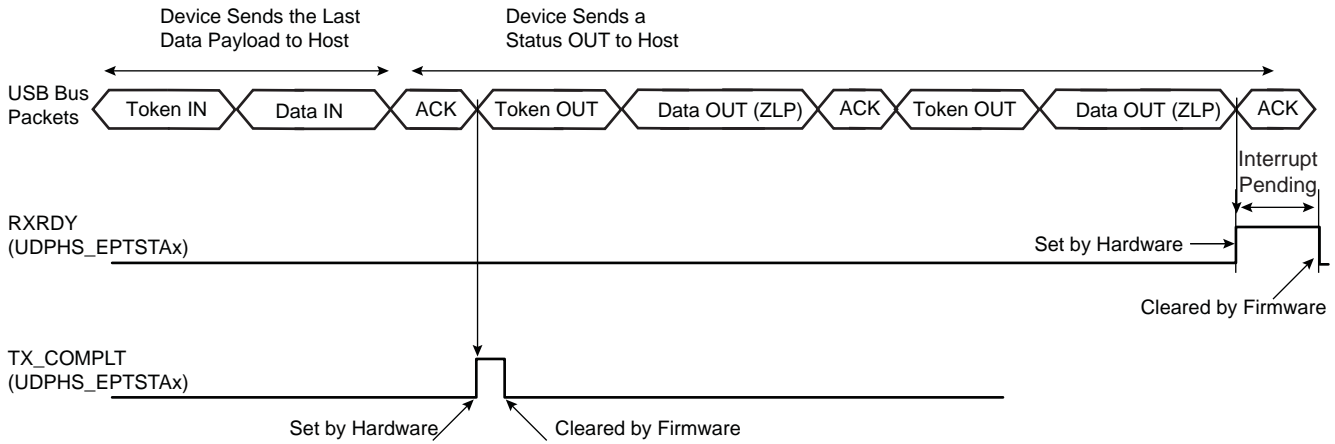 Device Sends the Last
Data Payload to Host
Device Sends a
Status OUT to Host
USB Bus
Packets
Token IN
Data IN
ACK
Token OUT
Data OUT (ZLP)
ACK
Token OUT
Data OUT (ZLP)
ACK
Interrupt
Pending
RXRDY
(UDPHS_EPTSTAx)
Set by Hardware
Cleared by Firmware
TX_COMPLT
(UDPHS_EPTSTAx)
Set by Hardware
Cleared by Firmware